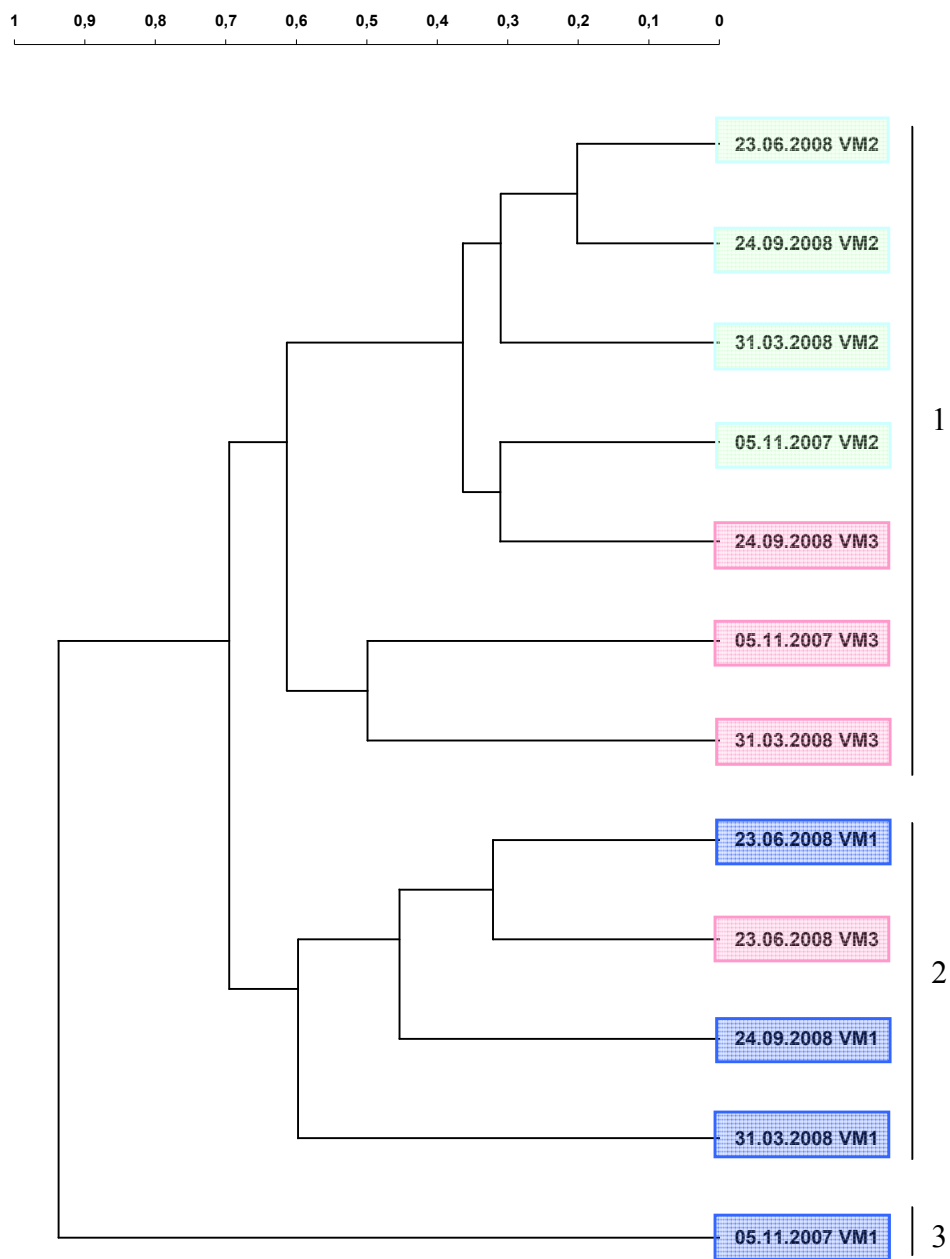 1 0,9 0,8 0,7 0,6 0,5 0,4 0,3 0,2 0,1 0
23.06.2008 VM2
24.09.2008 VM2
31.03.2008 VM2
1
05.11.2007 VM2
24.09.2008 VM3
05.11.2007 VM3
31.03.2008 VM3
23.06.2008 VM1
23.06.2008 VM3
2
24.09.2008 VM1
31.03.2008 VM1
05.11.2007 VM1
3